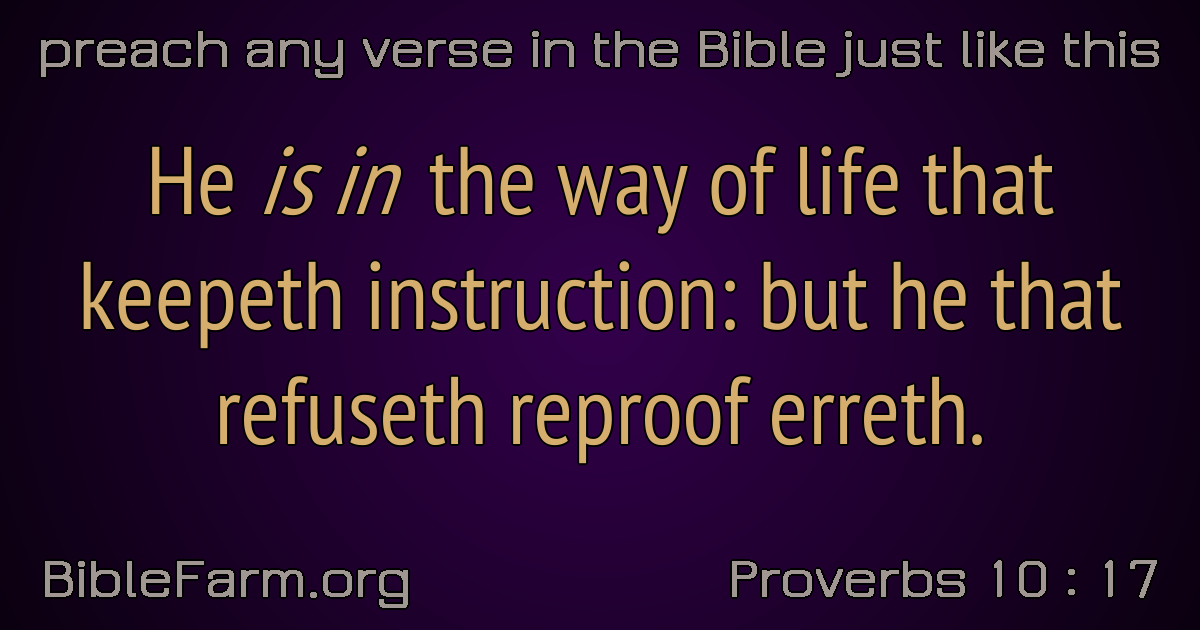 preach any verse in the Bible just like this
He is in the way of life that
keepeth instruction: but he that
refuseth reproof erreth.
BibleFarm.org
Proverbs 10 : 17